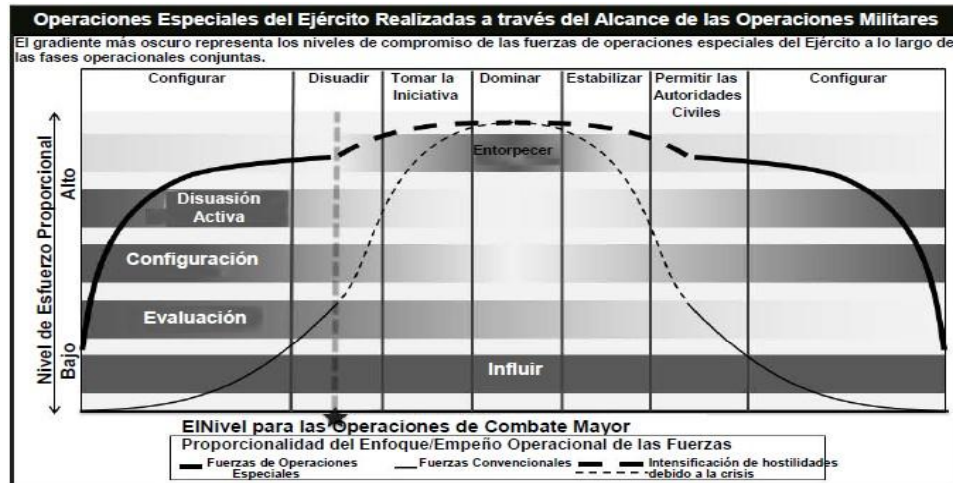 Operaciones Especiales del Ejército Realizadas a través del Alcance de las Operaciones Militares
El gradiente más oscuro representa los niveles de compromiso de las fuerzas de operaciones especiales del Ejército a lo largo de
las fases operacionales conjuntas.
Configurar
Disuadir
Tomar la
Iniciativa
Dominar
Estabilizar
Permitir las
Autoridades
Civiles
Configurar
Nivel de Esfuerzo Proporcional
Alto
Bajo
Entorpecer
Disuasión
Activa
Configuración
Evaluación
Influir
ElNivel para las Operaciones de Combate Mayor
Proporcionalidad del Enfoque/Empeño Operacional de las Fuerzas
Fuerzas de Operaciones
Especiales
Fuerzas Convencionales
Intensificación de hostilidades
debido a la crisis